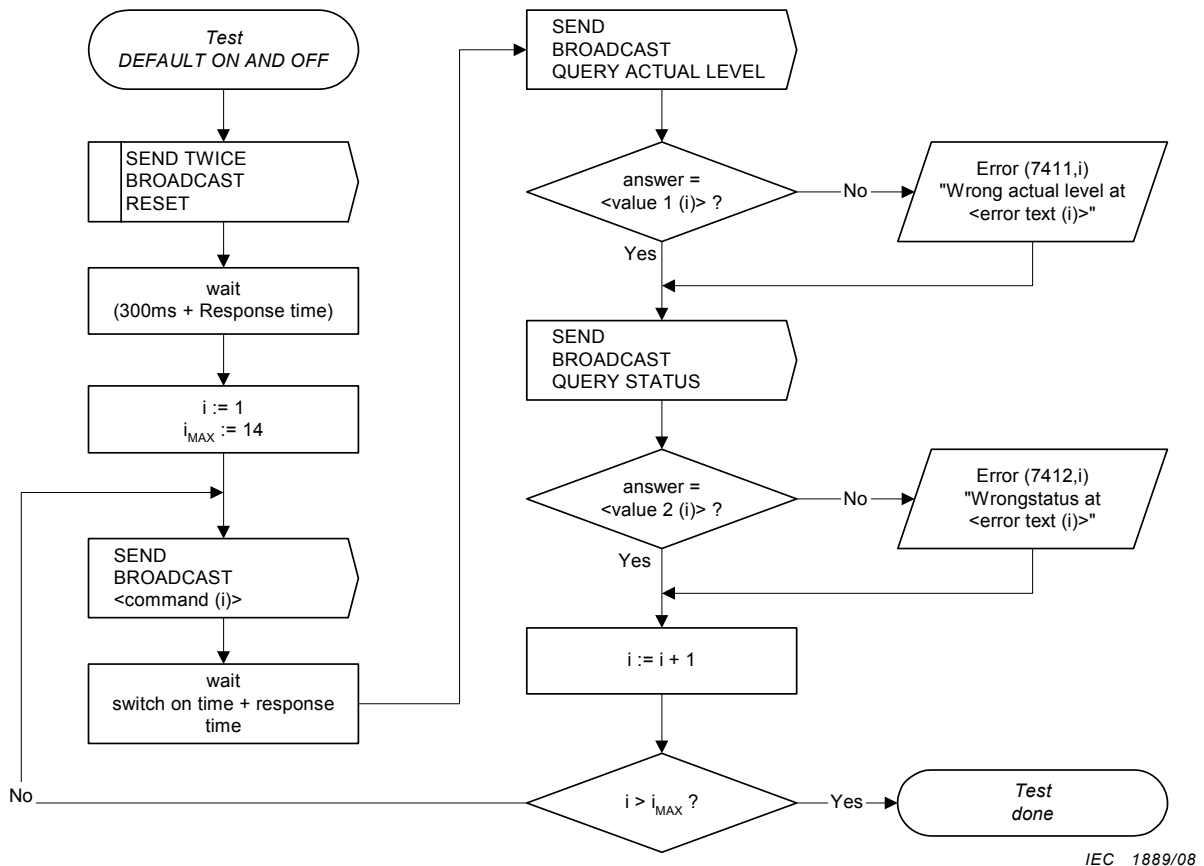 Test
DEFAULT ON AND OFF
SEND TWICE
BROADCAST
RESET
wait
(300ms + Response time)
i := 1
iMAX := 14
SEND
BROADCAST
<command (i)>
wait
switch on time + response
time
SEND
BROADCAST
QUERY ACTUAL LEVEL
answer =
<value 1 (i)> ?
No
Error (7411,i)
"Wrong actual level at
<error text (i)>"
Yes
SEND
BROADCAST
QUERY STATUS
answer =
<value 2 (i)> ?
No
Error (7412,i)
"Wrongstatus at
<error text (i)>"
Yes
i := i + 1
i > iMAX ?
No
Yes
Test
done
IEC 1889/08